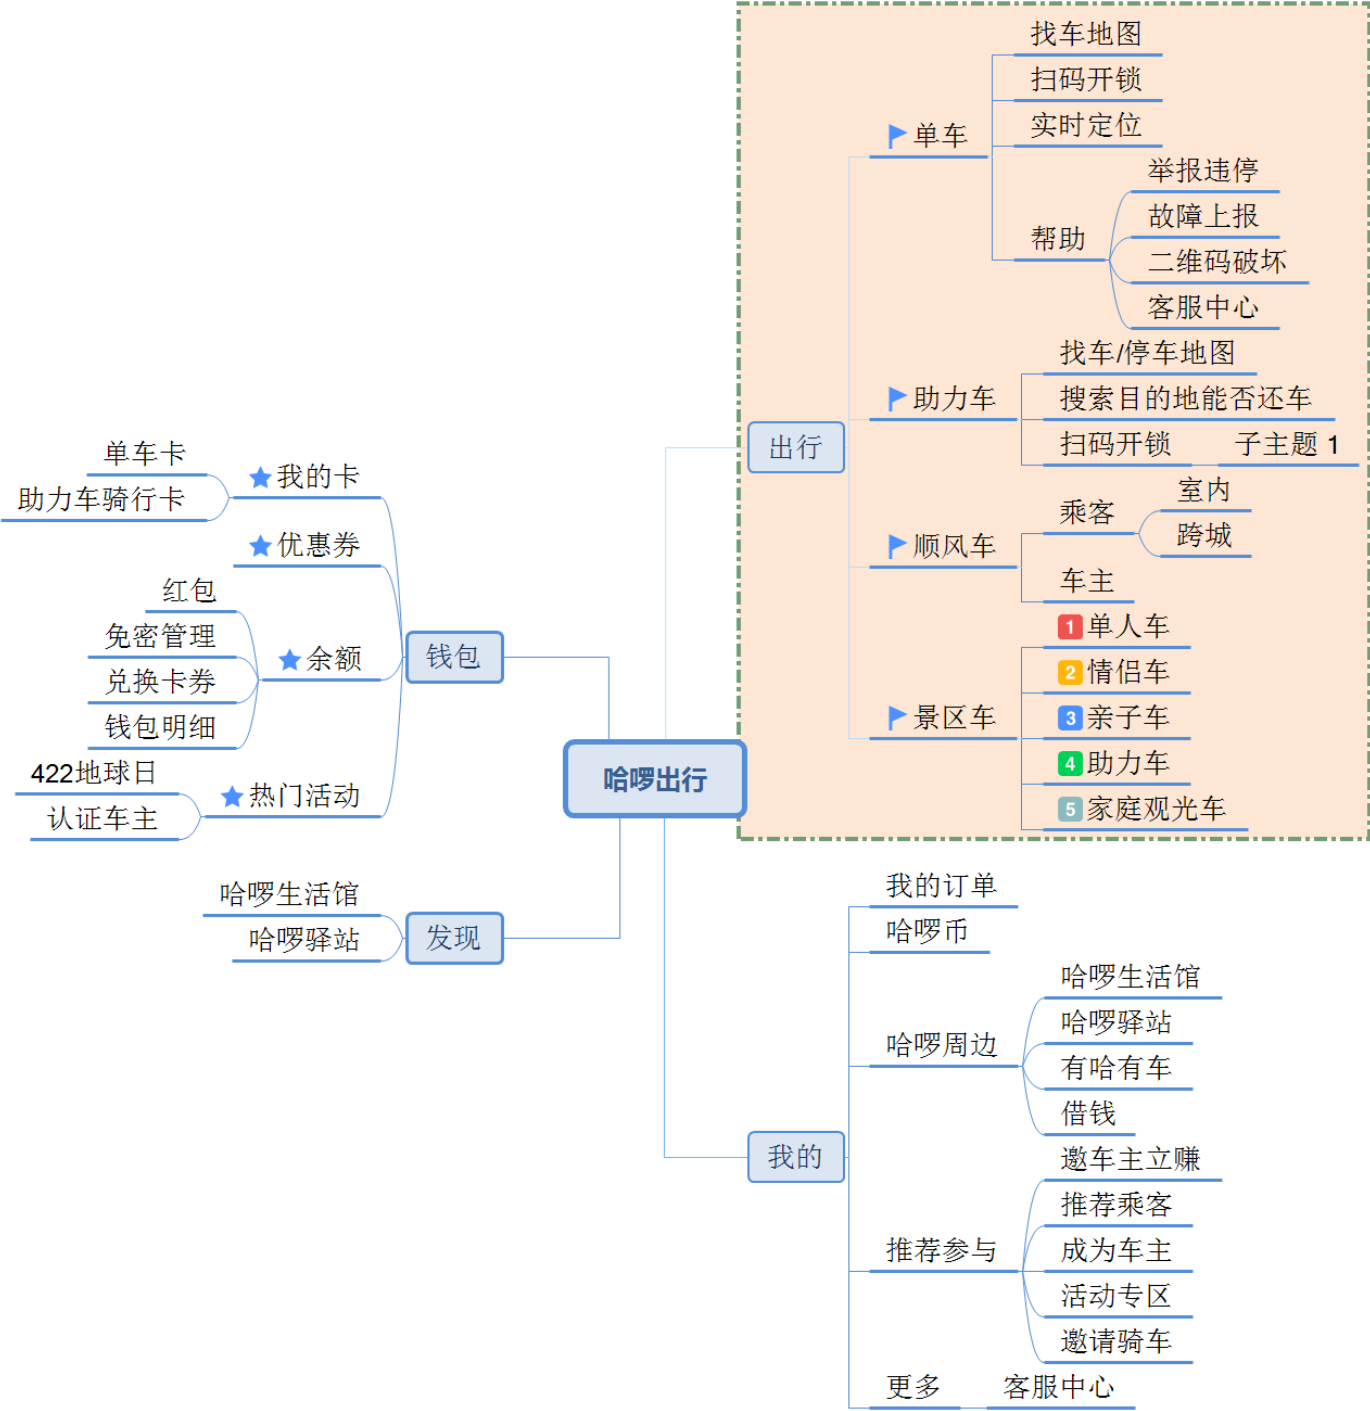 哈啰出行
出行
单车
找车地图
扫码开锁
实时定位
帮助
举报违停
故障上报
二维码破坏
客服中心
助力车
找车/停车地图
搜索目的地能否还车
扫码开锁
子主题 1
顺风车
乘客
室内
跨城
车主
景区车
1 单人车
2 情侣车
3 亲子车
4 助力车
5 家庭观光车
我的
我的订单
哈啰币
哈啰周边
哈啰生活馆
哈啰驿站
有哈有车
借钱
推荐参与
邀车主立赚
推荐乘客
成为车主
活动专区
邀请骑车
更多
客服中心
钱包
我的卡
单车卡
助力车骑行卡
优惠券
余额
红包
免密管理
兑换卡券
钱包明细
热门活动
422地球日
认证车主
发现
哈啰生活馆
哈啰驿站